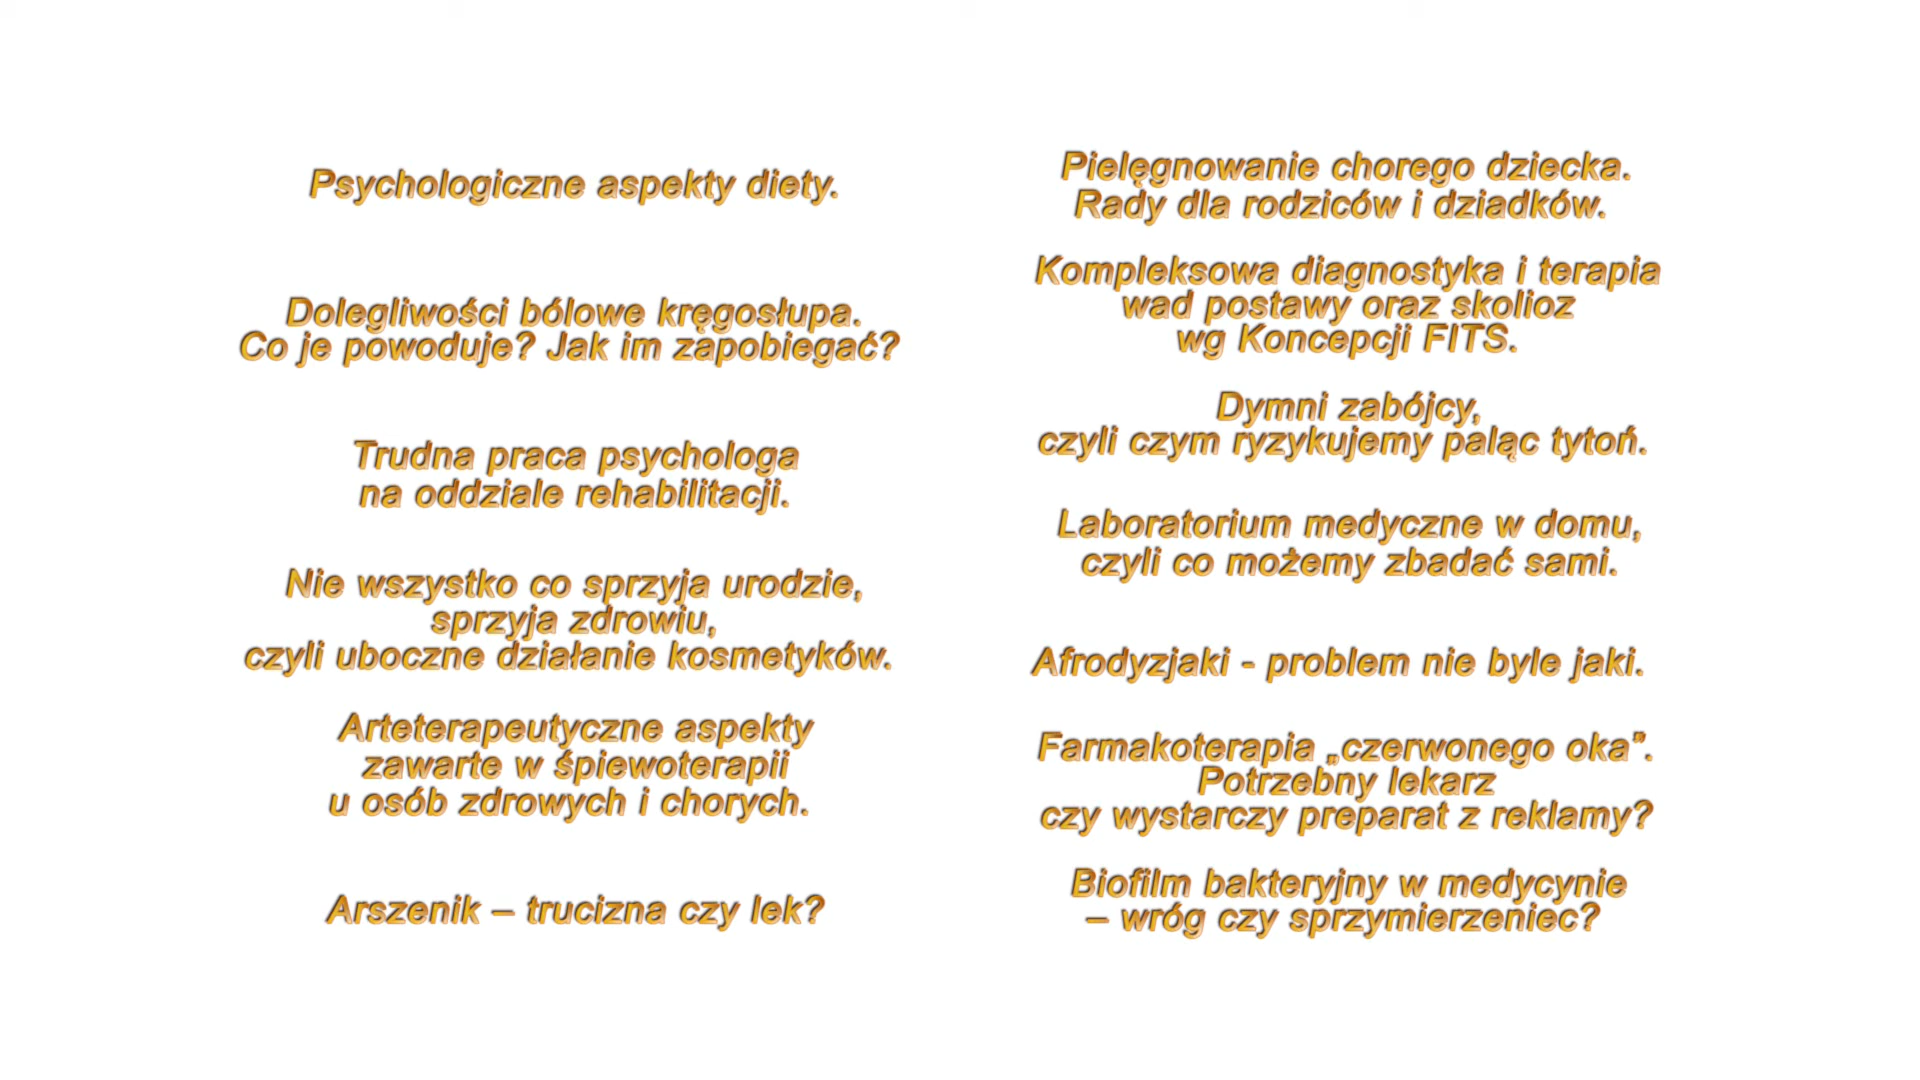 Psychologiczne aspekty diety.
Dolegliwości bólowe kręgosłupa.
Co je powoduje? Jak im zapobiegać?
Trudna praca psychologa
na oddziale rehabilitacji.
Nie wszystko co sprzyja urodzie,
sprzyja zdrowiu,
czyli uboczne działanie kosmetyków.
Arteterapeutyczne aspekty
zawarte w śpiewoterapii
u osób zdrowych i chorych.
Arszenik – trucizna czy lek?
Pielęgnowanie chorego dziecka.
Rady dla rodziców i dziadków.
Kompleksowa diagnostyka i terapia
wad postawy oraz skolioz
wg Koncepcji FITS.
Dymni zabójcy,
czyli czym ryzykujemy paląc tytoń.
Laboratorium medyczne w domu,
czyli co możemy zbadać sami.
Afrodyzjaki - problem nie byle jaki.
Farmakoterapia „czerwonego oka”.
Potrzebny lekarz
czy wystarczy preparat z reklamy?
Biofilm bakteryjny w medycynie
– wróg czy sprzymierzeniec?